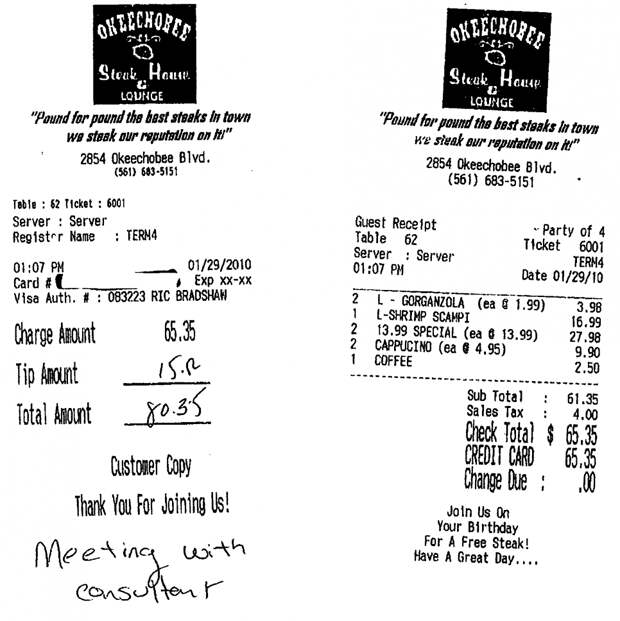 OKEECHOBEE
Steak House
&
LOUNGE
"Pound for pound the best steaks in town
we steak our reputation on it!"
2854 Okeechobee Blvd.
(561) 683-5151
Table : 62 Ticket : 6001
Server : Server
Register Name : TERM4
01:07 PM 01/29/2010
Card # Exp xx-xx
Visa Auth. # : 083223 RIC BRADSHAW
Charge Amount 65.35
Tip Amount 15.00
Total Amount 80.35
Customer Copy
Thank You For Joining Us!
Meeting with
consultant
OKEECHOBEE
Steak House
&
LOUNGE
"Pound for pound the best steaks in town
we steak our reputation on it!"
2854 Okeechobee Blvd.
(561) 683-5151
Guest Receipt Party of 4
Table 62 Ticket 6001
Server : Server TERM4
01:07 PM Date 01/29/10
2 L - GORGANZOLA (ea @ 1.99) 3.98
1 L-SHRIMP SCAMPI 16.99
2 13.99 SPECIAL (ea @ 13.99) 27.98
2 CAPPUCINO (ea @ 4.95) 9.90
1 COFFEE 2.50
Sub Total : 61.35
Sales Tax : 4.00
Check Total $ 65.35
CREDIT CARD 65.35
Change Due : .00
Join Us On
Your Birthday
For A Free Steak!
Have A Great Day....